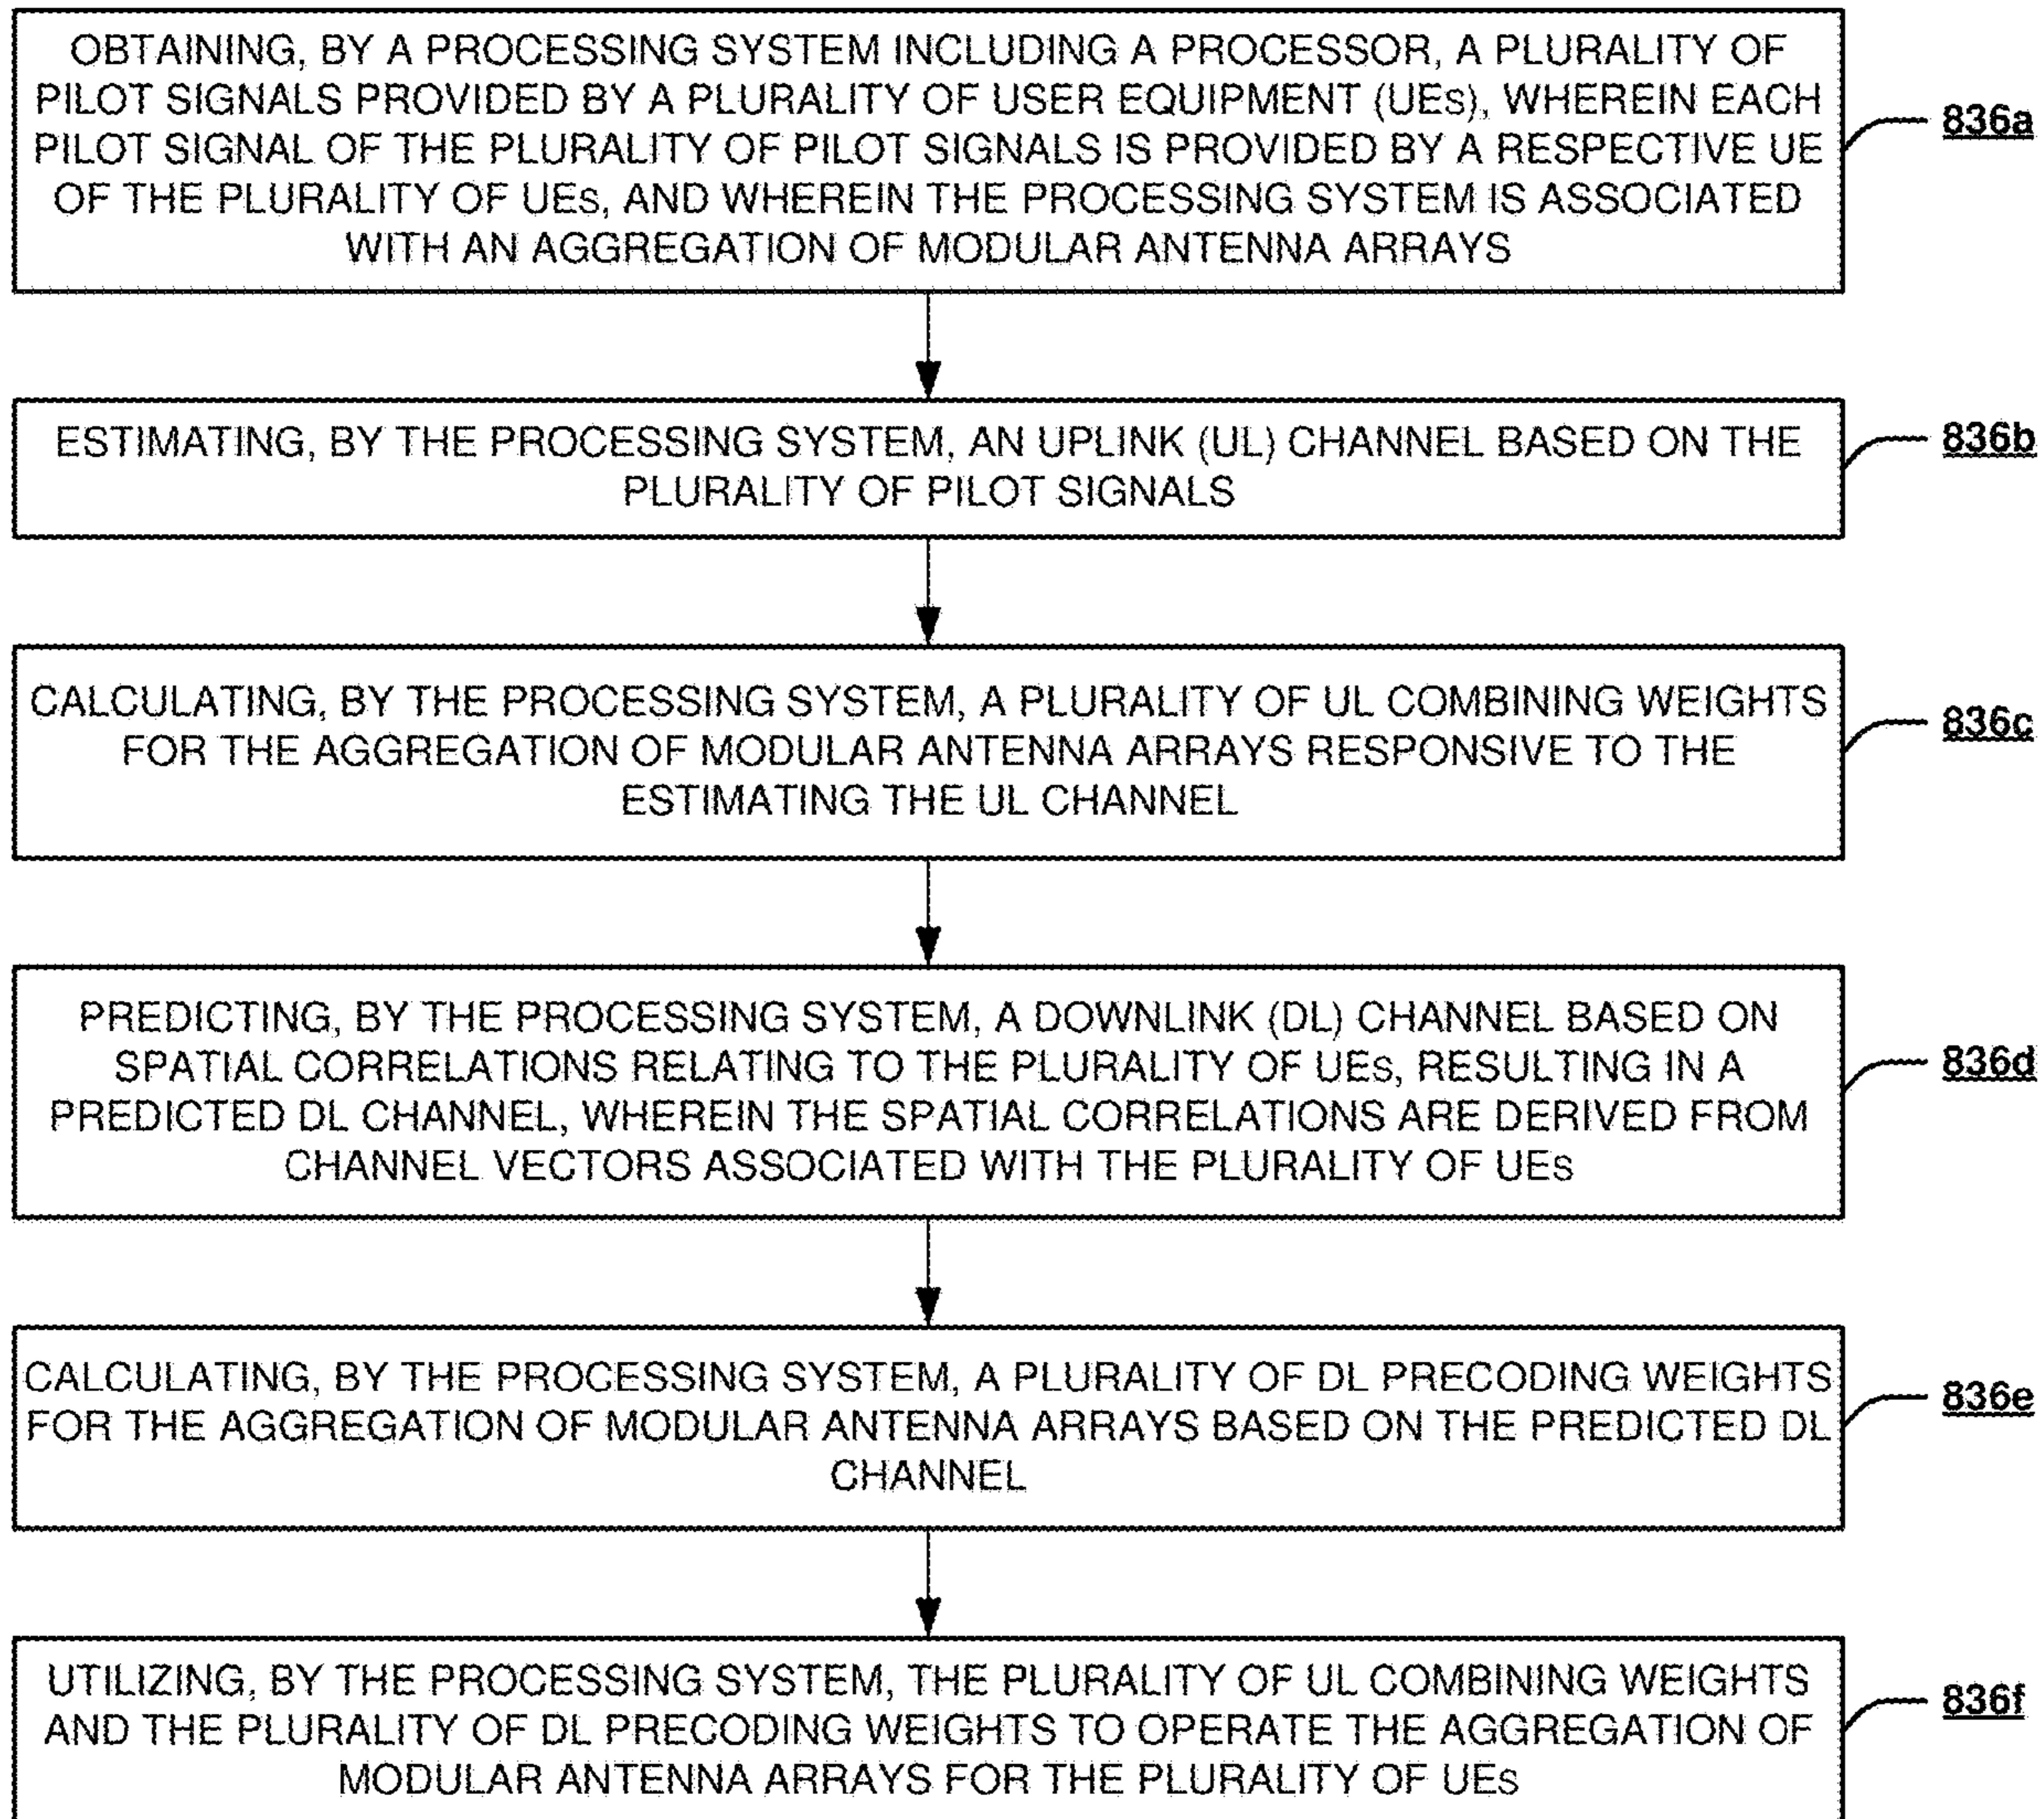 OBTAINING, BY A PROCESSING SYSTEM INCLUDING A PROCESSOR, A PLURALITY OF
PILOT SIGNALS PROVIDED BY A PLURALITY OF USER EQUIPMENT (UEs), WHEREIN EACH
PILOT SIGNAL OF THE PLURALITY OF PILOT SIGNALS IS PROVIDED BY A RESPECTIVE UE
OF THE PLURALITY OF UEs, AND WHEREIN THE PROCESSING SYSTEM IS ASSOCIATED
WITH AN AGGREGATION OF MODULAR ANTENNA ARRAYS
836a
ESTIMATING, BY THE PROCESSING SYSTEM, AN UPLINK (UL) CHANNEL BASED ON THE
PLURALITY OF PILOT SIGNALS
836b
CALCULATING, BY THE PROCESSING SYSTEM, A PLURALITY OF UL COMBINING WEIGHTS
FOR THE AGGREGATION OF MODULAR ANTENNA ARRAYS RESPONSIVE TO THE
ESTIMATING THE UL CHANNEL
836c
PREDICTING, BY THE PROCESSING SYSTEM, A DOWNLINK (DL) CHANNEL BASED ON
SPATIAL CORRELATIONS RELATING TO THE PLURALITY OF UEs, RESULTING IN A
PREDICTED DL CHANNEL, WHEREIN THE SPATIAL CORRELATIONS ARE DERIVED FROM
CHANNEL VECTORS ASSOCIATED WITH THE PLURALITY OF UEs
836d
CALCULATING, BY THE PROCESSING SYSTEM, A PLURALITY OF DL PRECODING WEIGHTS
FOR THE AGGREGATION OF MODULAR ANTENNA ARRAYS BASED ON THE PREDICTED DL
CHANNEL
836e
UTILIZING, BY THE PROCESSING SYSTEM, THE PLURALITY OF UL COMBINING WEIGHTS
AND THE PLURALITY OF DL PRECODING WEIGHTS TO OPERATE THE AGGREGATION OF
MODULAR ANTENNA ARRAYS FOR THE PLURALITY OF UEs
836f